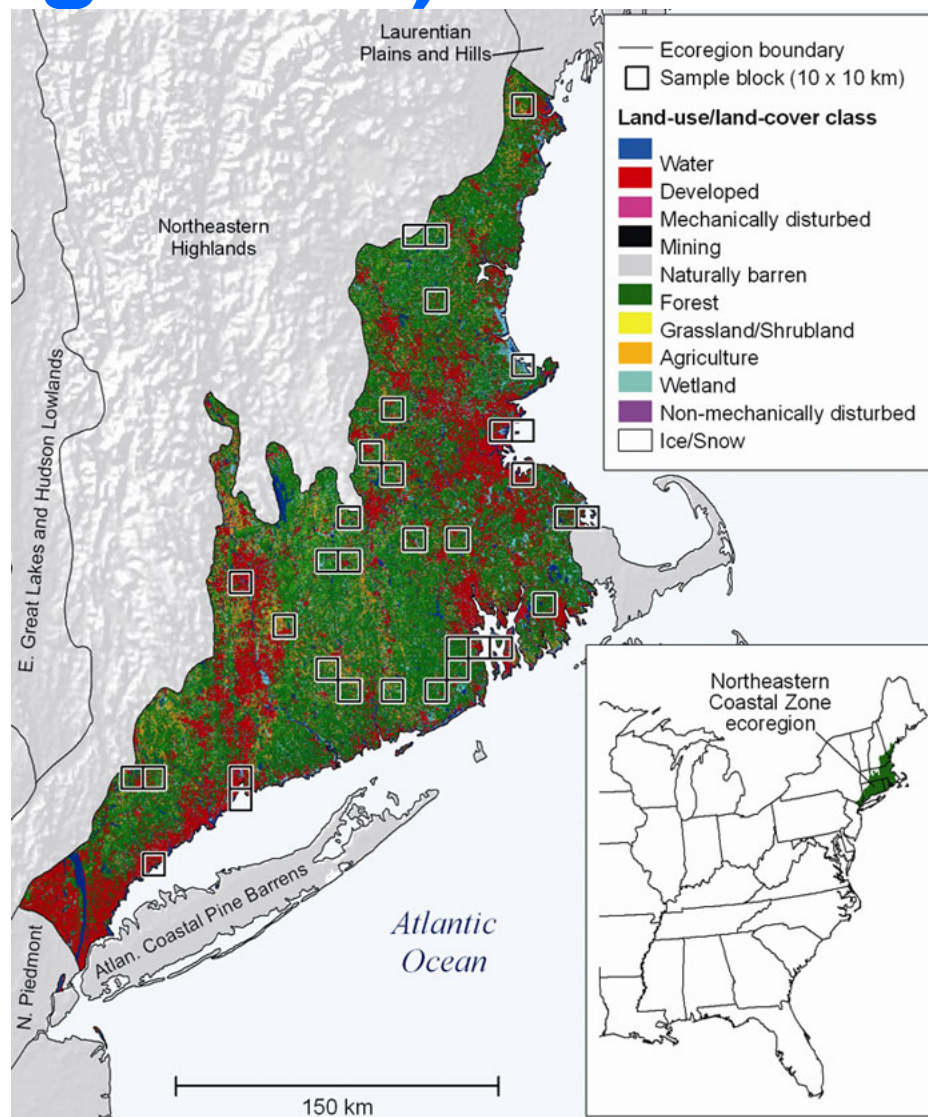 Laurentian
Plains and Hills
Northeastern
Highlands
E. Great Lakes and Hudson Lowlands
N. Piedmont
Atlan. Coastal Pine Barrens
Atlantic
Ocean
150 km
Ecoregion boundary
Sample block (10 x 10 km)
Land-use/land-cover class
Water
Developed
Mechanically disturbed
Mining
Naturally barren
Forest
Grassland/Shrubland
Agriculture
Wetland
Non-mechanically disturbed
Ice/Snow
Northeastern
Coastal Zone
ecoregion